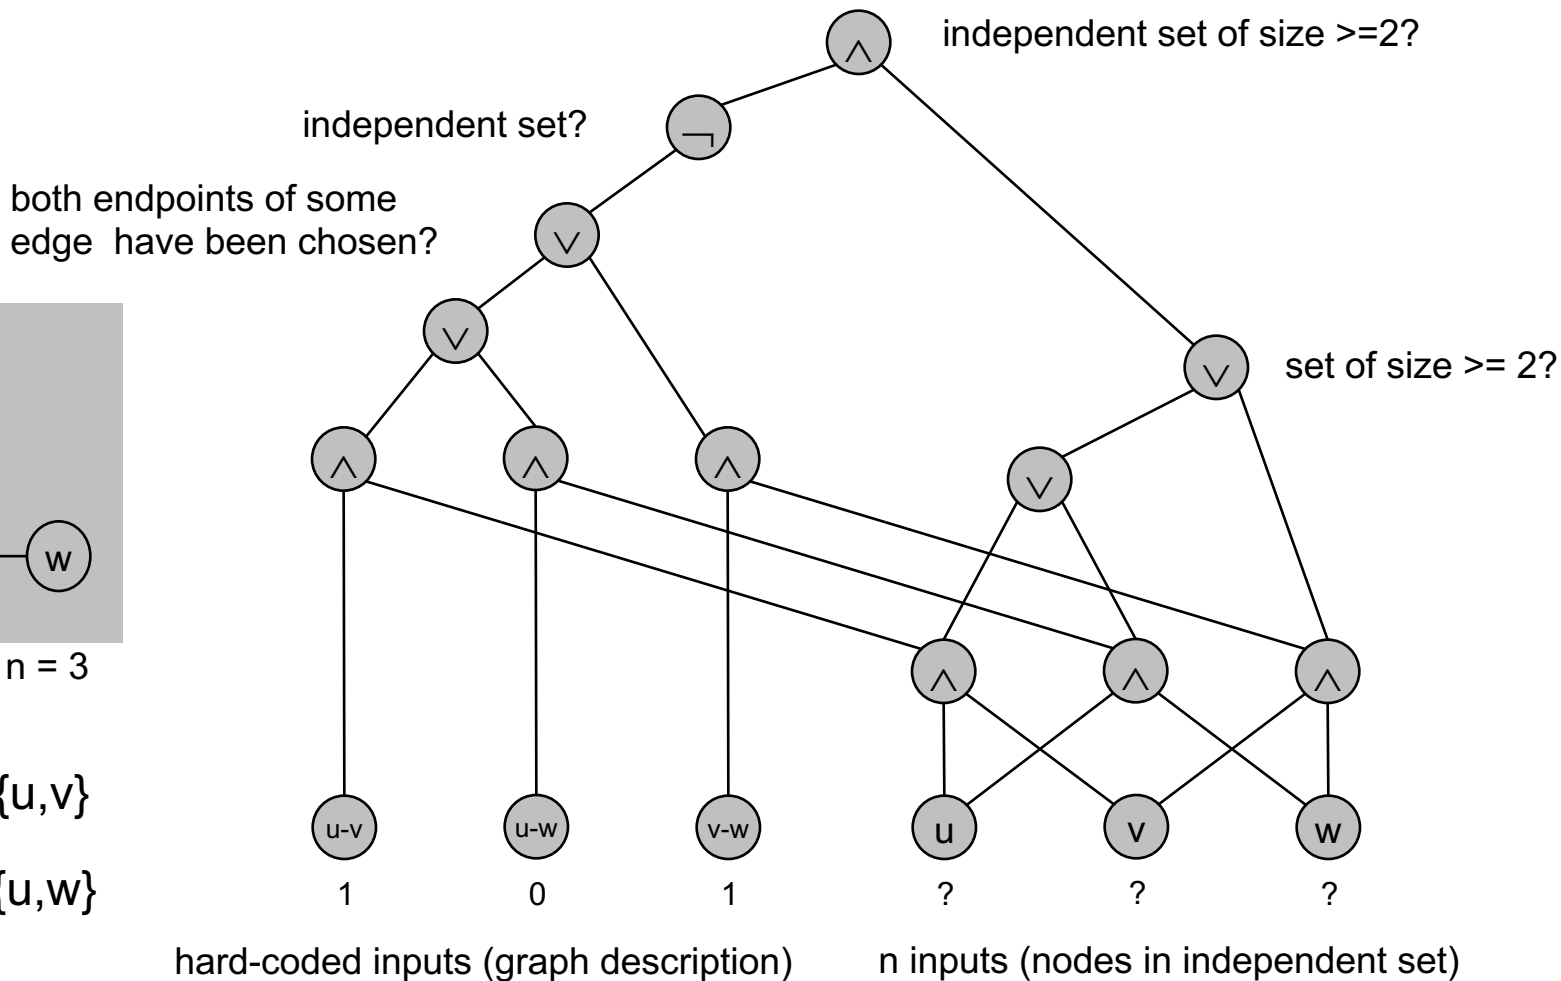 ∧
independent set of size >=2?
independent set?
¬
both endpoints of some
edge have been chosen?
∨
∨
∨
set of size >= 2?
∧
∧
∧
∨
w
n = 3
∧
∧
∧
{u,v}
{u,w}
u-v
u-w
v-w
u
v
w
1
0
1
?
?
?
hard-coded inputs (graph description)
n inputs (nodes in independent set)